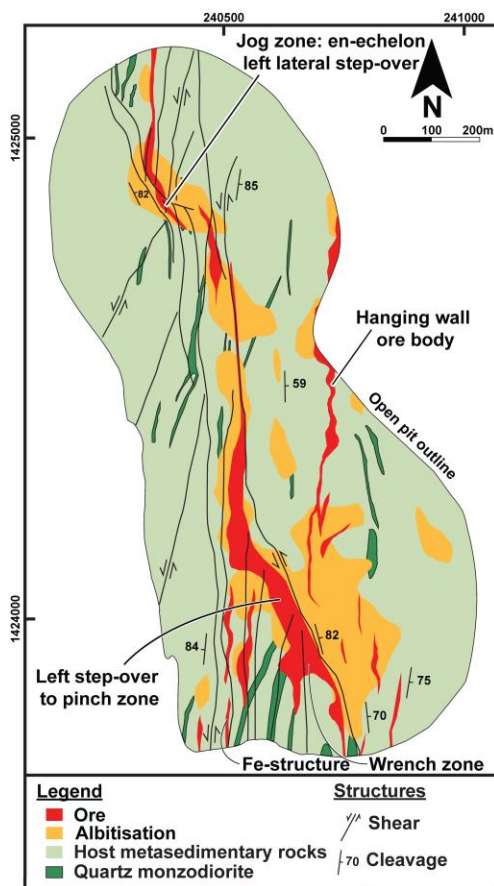 240500
241000
Jog zone: en-echelon
left lateral step-over
N
0 100 200m
1425000
82
85
Hanging wall
ore body
59
Open pit outline
1424000
84
82
Left step-over
to pinch zone
75
70
Fe-structure
Wrench zone
Legend
Structures
Ore
Albitisation
Host metasedimentary rocks
Quartz monzodiorite
Shear
70 Cleavage